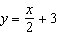 y = x/2 + 3